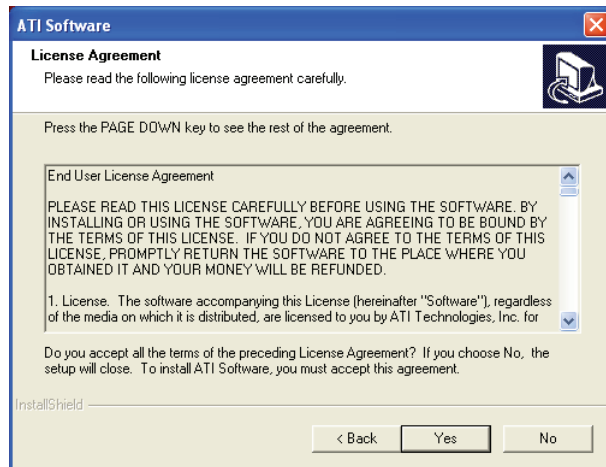 ATI Software
License Agreement
Please read the following license agreement carefully.
Press the PAGE DOWN key to see the rest of the agreement.
End User License Agreement
PLEASE READ THIS LICENSE CAREFULLY BEFORE USING THE SOFTWARE. BY
INSTALLING OR USING THE SOFTWARE, YOU ARE AGREEING TO BE BOUND BY
THE TERMS OF THIS LICENSE. IF YOU DO NOT AGREE TO THE TERMS OF THIS
LICENSE, PROMPTLY RETURN THE SOFTWARE TO THE PLACE WHERE YOU
OBTAINED IT AND YOUR MONEY WILL BE REFUNDED.
1. License. The software accompanying this License (hereinafter "Software"), regardless
of the media on which it is distributed, are licensed to you by ATI Technologies, Inc. for
Do you accept all the terms of the preceding License Agreement? If you choose No, the
setup will close. To install ATI Software, you must accept this agreement.
InstallShield
< Back Yes No